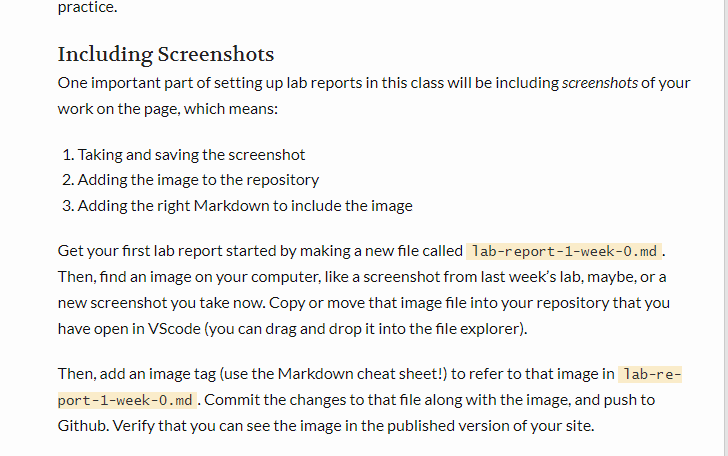 practice.
Including Screenshots
One important part of setting up lab reports in this class will be including screenshots of your
work on the page, which means:
1. Taking and saving the screenshot
2. Adding the image to the repository
3. Adding the right Markdown to include the image
Get your first lab report started by making a new file called lab-report-1-week-0.md .
Then, find an image on your computer, like a screenshot from last week’s lab, maybe, or a
new screenshot you take now. Copy or move that image file into your repository that you
have open in VScode (you can drag and drop it into the file explorer).
Then, add an image tag (use the Markdown cheat sheet!) to refer to that image in lab-re-
port-1-week-0.md . Commit the changes to that file along with the image, and push to
Github. Verify that you can see the image in the published version of your site.